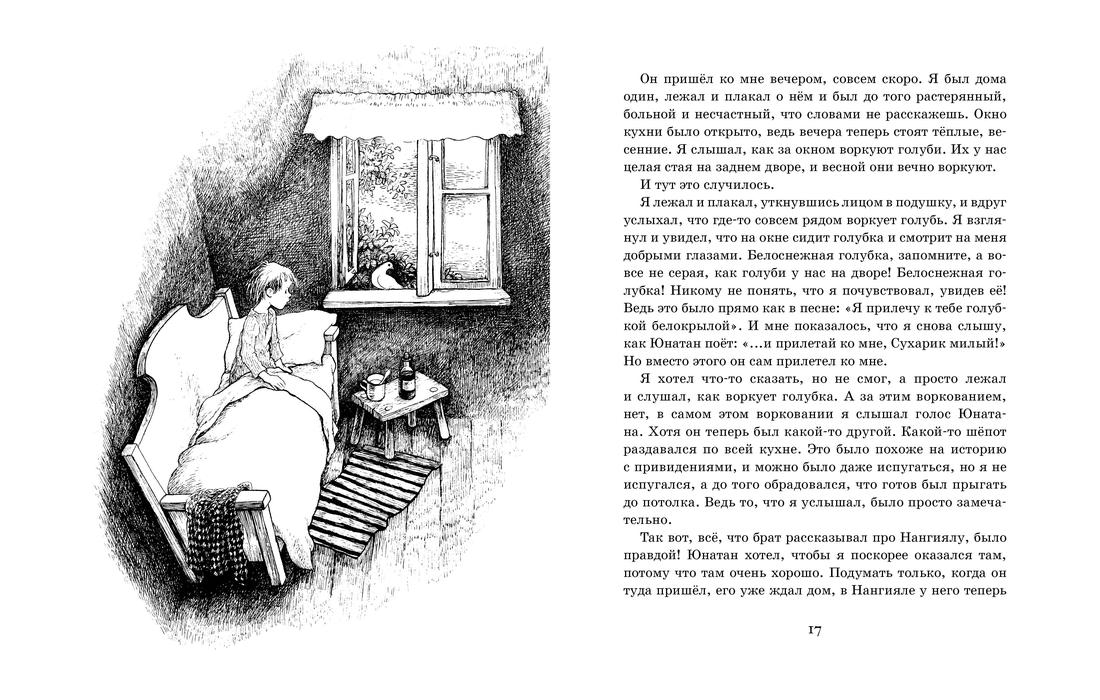 Он пришёл ко мне вечером, совсем скоро. Я был дома
один, лежал и плакал о нём и был до того растерянный,
больной и несчастный, что словами не расскажешь. Окно
кухни было открыто, ведь вечера теперь стоят тёплые, ве-
сенние. Я слышал, как за окном воркуют голуби. Их у нас
целая стая на заднем дворе, и весной они вечно воркуют.
И тут это случилось.
Я лежал и плакал, уткнувшись лицом в подушку, и вдруг
услыхал, что где-то совсем рядом воркует голубь. Я взгля-
нул и увидел, что на окне сидит голубка и смотрит на меня
добрыми глазами. Белоснежная голубка, запомните, а во-
все не серая, как голуби у нас на дворе! Белоснежная го-
лубка! Никому не понять, что я почувствовал, увидев её!
Ведь это было прямо как в песне: «Я прилечу к тебе голуб-
кой белокрылой». И мне показалось, что я снова слышу,
как Юнатан поёт: «...и прилетай ко мне, Сухарик милый!»
Но вместо этого он сам прилетел ко мне.
Я хотел что-то сказать, но не смог, а просто лежал
и слушал, как воркует голубка. А за этим воркованием,
нет, в самом этом ворковании я слышал голос Юната-
на. Хотя он теперь был какой-то другой. Какой-то шёпот
раздавался по всей кухне. Это было похоже на историю
с привидениями, и можно было даже испугаться, но я не
испугался, а до того обрадовался, что готов был прыгать
до потолка. Ведь то, что я услышал, было просто замеча-
тельно.
Так вот, всё, что брат рассказывал про Нангиялу, было
правдой! Юнатан хотел, чтобы я поскорее оказался там,
потому что там очень хорошо. Подумать только, когда он
туда пришёл, его уже ждал дом, в Нангияле у него теперь
17